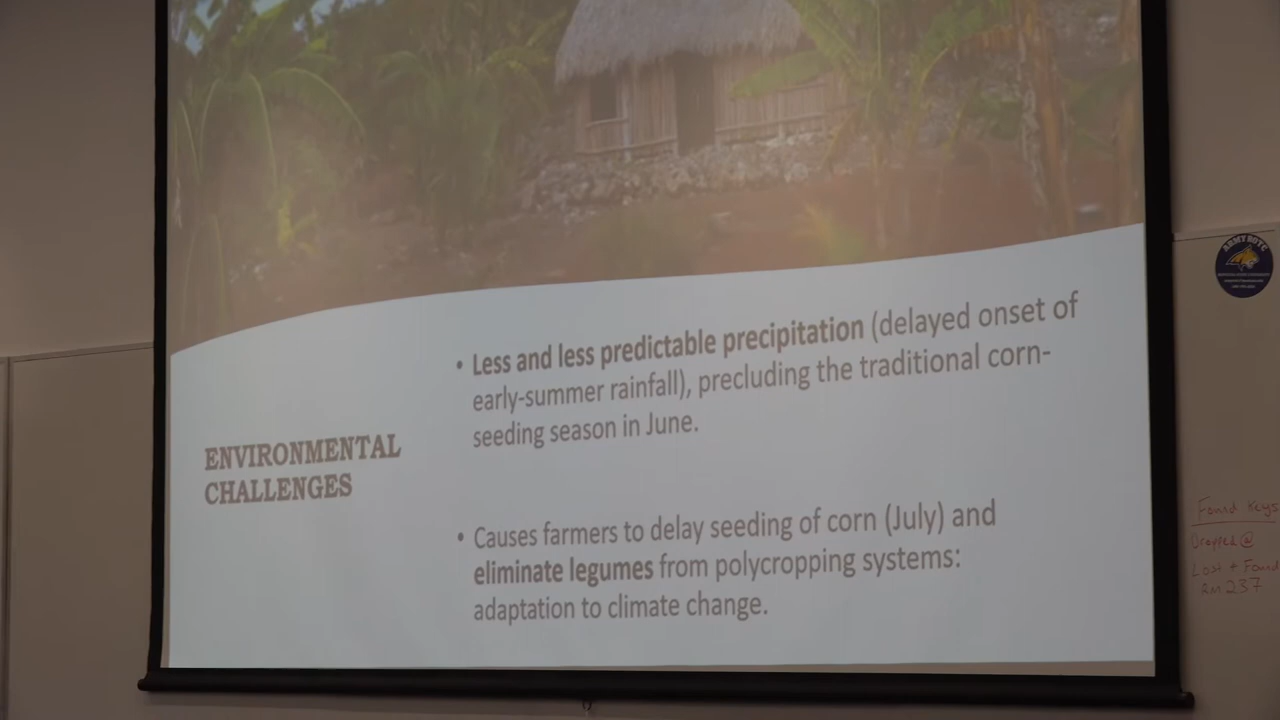 ARMY ROTC
• Less and less predictable precipitation (delayed onset of
early-summer rainfall), precluding the traditional corn-
seeding season in June.
ENVIRONMENTAL
CHALLENGES
• Causes farmers to delay seeding of corn (July) and
eliminate legumes from polycropping systems:
adaptation to climate change.
Found Keys
Dropped @
Lost + Found
Rm 237